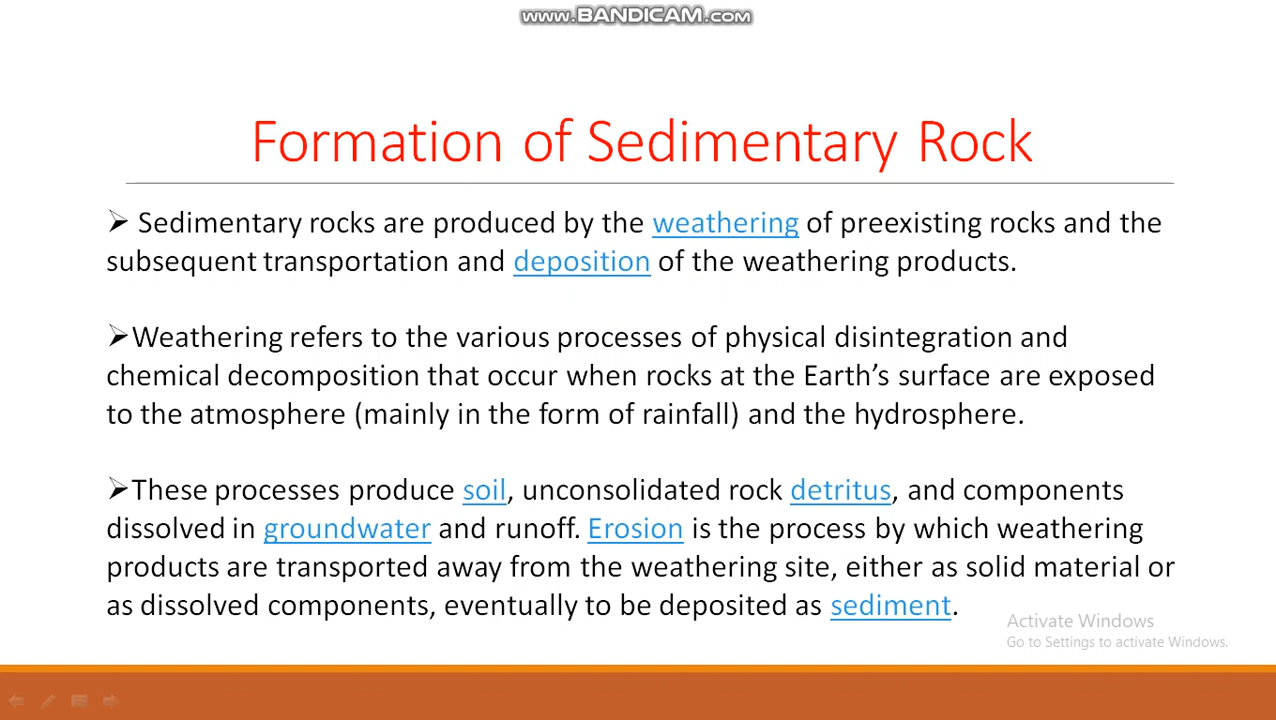 www.BANDICAM.com
Formation of Sedimentary Rock
➢ Sedimentary rocks are produced by the weathering of preexisting rocks and the
subsequent transportation and deposition of the weathering products.
➢Weathering refers to the various processes of physical disintegration and
chemical decomposition that occur when rocks at the Earth’s surface are exposed
to the atmosphere (mainly in the form of rainfall) and the hydrosphere.
➢These processes produce soil, unconsolidated rock detritus, and components
dissolved in groundwater and runoff. Erosion is the process by which weathering
products are transported away from the weathering site, either as solid material or
as dissolved components, eventually to be deposited as sediment.
Activate Windows
Go to Settings to activate Windows.